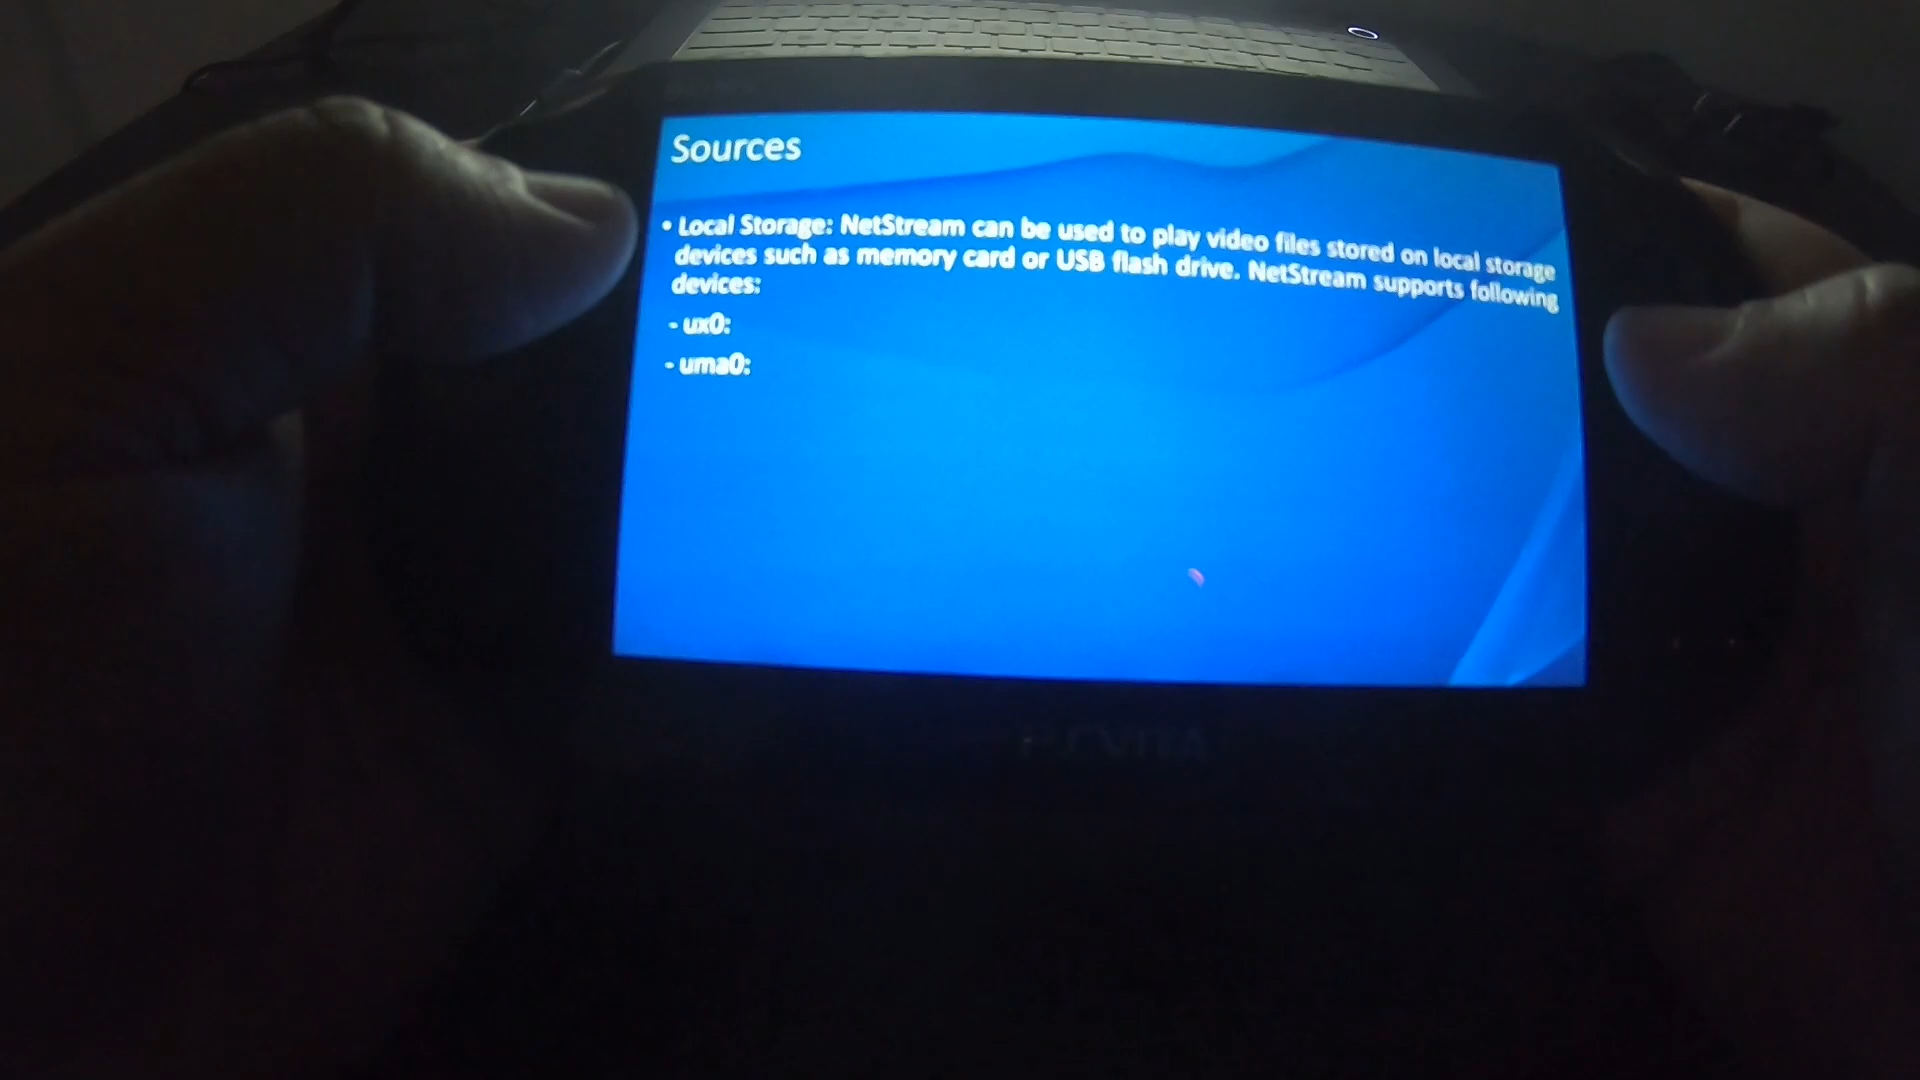 Sources
• Local Storage: NetStream can be used to play video files stored on local storage
devices such as memory card or USB flash drive. NetStream supports following
devices:
- ux0:
- uma0:
PSVITA